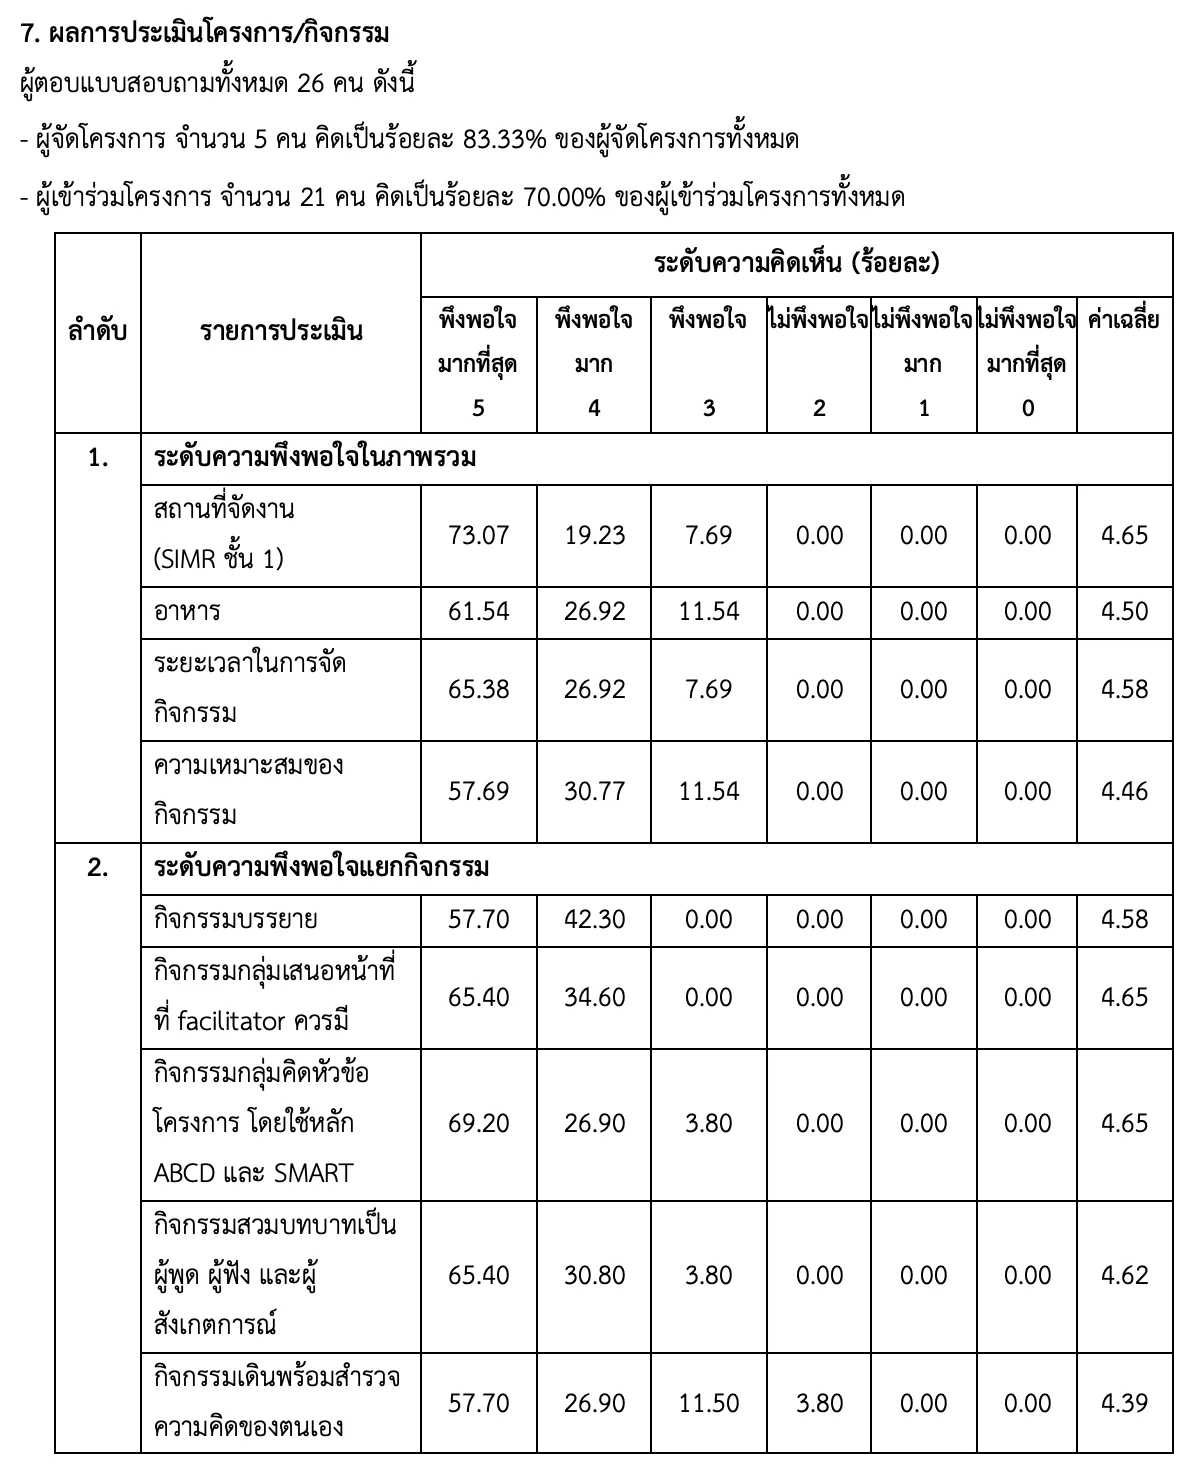 7. ผลการประเมินโครงการ/กิจกรรม
ผู้ตอบแบบสอบถามทั้งหมด 26 คน ดังนี้
- ผู้จัดโครงการ จำนวน 5 คน คิดเป็นร้อยละ 83.33% ของผู้จัดโครงการทั้งหมด
- ผู้เข้าร่วมโครงการ จำนวน 21 คน คิดเป็นร้อยละ 70.00% ของผู้เข้าร่วมโครงการทั้งหมด
ระดับความคิดเห็น (ร้อยละ)
ลำดับ รายการประเมิน
พึงพอใจ พึงพอใจ พึงพอใจ ไม่พึงพอใจ ไม่พึงพอใจ ไม่พึงพอใจ ค่าเฉลี่ย
มากที่สุด มาก มาก มากที่สุด
5 4 3 2 1 0
1. ระดับความพึงพอใจในภาพรวม
สถานที่จัดงาน
(SIMR ชั้น 1)
73.07 19.23 7.69 0.00 0.00 0.00 4.65
อาหาร 61.54 26.92 11.54 0.00 0.00 0.00 4.50
ระยะเวลาในการจัด
กิจกรรม
65.38 26.92 7.69 0.00 0.00 0.00 4.58
ความเหมาะสมของ
กิจกรรม
57.69 30.77 11.54 0.00 0.00 0.00 4.46
2. ระดับความพึงพอใจแยกกิจกรรม
กิจกรรมบรรยาย 57.70 42.30 0.00 0.00 0.00 0.00 4.58
กิจกรรมกลุ่มเสนอหน้าที่
ที่ facilitator ควรมี
65.40 34.60 0.00 0.00 0.00 0.00 4.65
กิจกรรมกลุ่มคิดหัวข้อ
โครงการ โดยใช้หลัก
ABCD และ SMART
69.20 26.90 3.80 0.00 0.00 0.00 4.65
กิจกรรมสวมบทบาทเป็น
ผู้พูด ผู้ฟัง และผู้
สังเกตการณ์
65.40 30.80 3.80 0.00 0.00 0.00 4.62
กิจกรรมเดินพร้อมสำรวจ
ความคิดของตนเอง
57.70 26.90 11.50 3.80 0.00 0.00 4.39